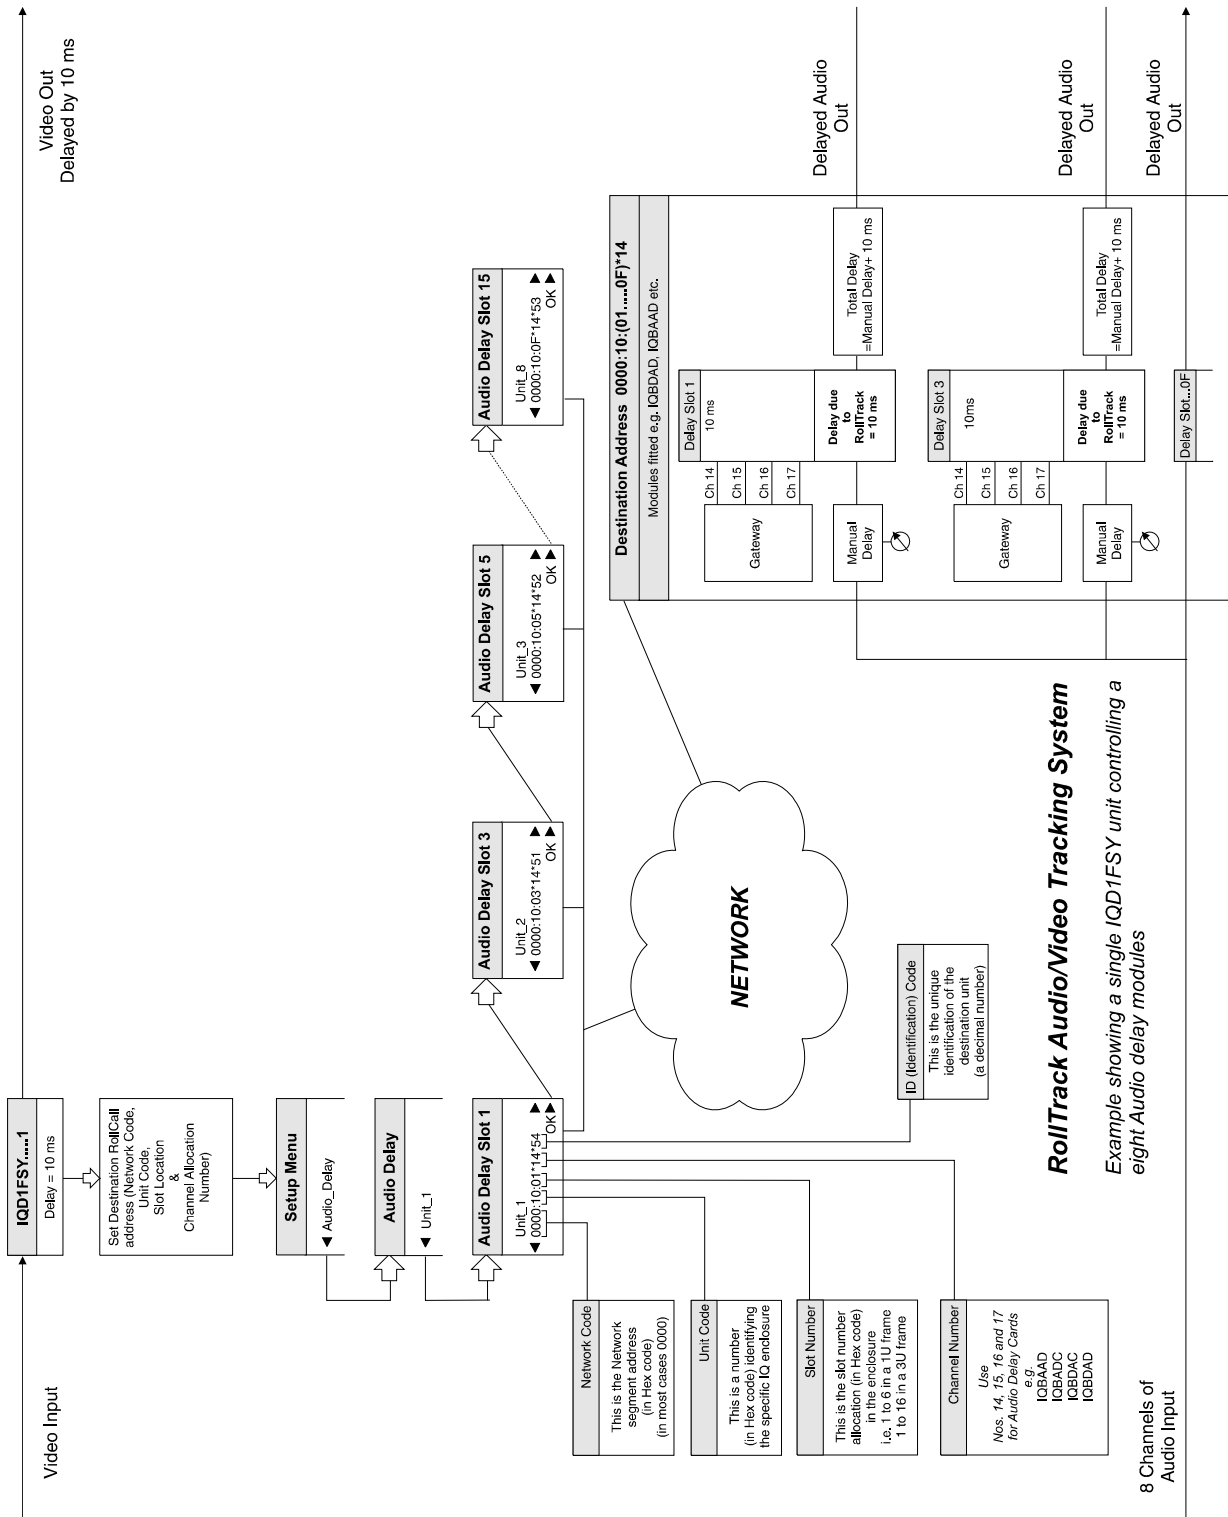 Video Input
IQD1FSY.....1
Delay = 10 ms
Video Out
Delayed by 10 ms
Set Destination RollCall
address (Network Code,
Unit Code,
Slot Location
&
Channel Allocation
Number)
Setup Menu
Audio_Delay
Audio Delay
Unit_1
Audio Delay Slot 1
Unit_1
0000:10:01*14*54
OK
Audio Delay Slot 3
Unit_2
0000:10:03*14*51
OK
Audio Delay Slot 5
Unit_3
0000:10:05*14*52
OK
Audio Delay Slot 15
Unit_8
0000:10:0F*14*53
OK
Network Code
This is the Network
segment address
(in Hex code)
(in most cases 0000)
Unit Code
This is a number
(in Hex code) identifying
the specific IQ enclosure
Slot Number
This is the slot number
allocation (in Hex code)
in the enclosure
i.e. 1 to 6 in a 1U frame
1 to 16 in a 3U frame
Channel Number
Use
Nos. 14, 15, 16 and 17
for Audio Delay Cards
e.g.
IQBAAD
IQBADC
IQBDAC
IQBDAD
ID (Identification) Code
This is the unique
identification of the
destination unit
(a decimal number)
NETWORK
Destination Address 0000:10:(01.....0F)*14
Modules fitted e.g. IQBDAD, IQBAAD etc.
Gateway
Ch 14
Ch 15
Ch 16
Ch 17
Delay Slot 1
10 ms
Manual
Delay
Delay due
to
RollTrack
= 10 ms
Total Delay
=Manual Delay+ 10 ms
Delayed Audio
Out
Gateway
Ch 14
Ch 15
Ch 16
Ch 17
Delay Slot 3
10ms
Manual
Delay
Delay due
to
RollTrack
= 10 ms
Total Delay
=Manual Delay+ 10 ms
Delayed Audio
Out
Delay Slot...0F
Delayed Audio
Out
RollTrack Audio/Video Tracking System
Example showing a single IQD1FSY unit controlling a
eight Audio delay modules
8 Channels of
Audio Input